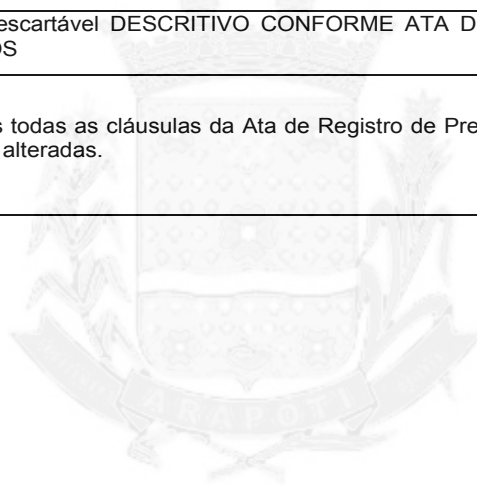 escartável DESCRITIVO CONFORME ATA D
OS
s todas as cláusulas da Ata de Registro de Pre
alteradas.
ARAPOTI